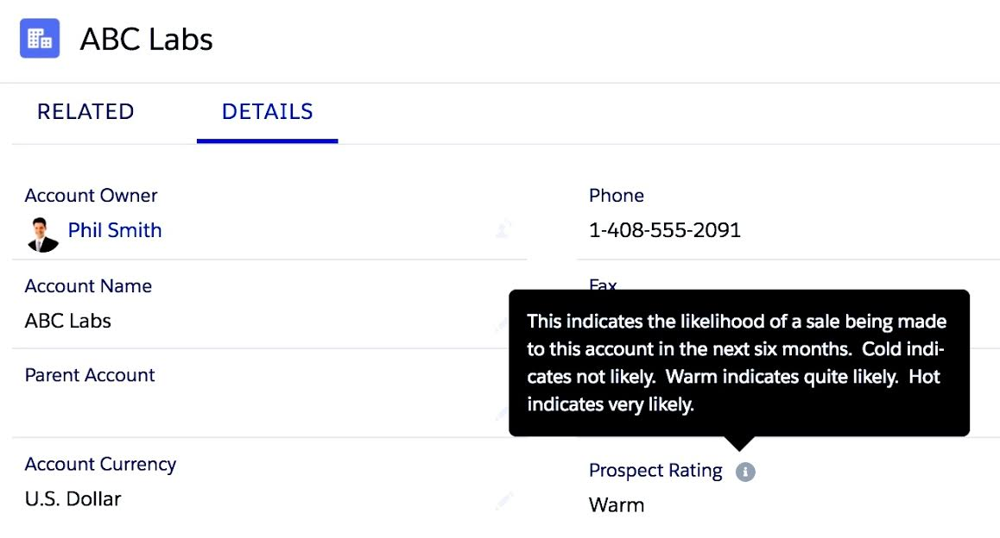 ABC Labs
RELATED
DETAILS
Account Owner
Phil Smith
Phone
1-408-555-2091
Account Name
ABC Labs
Fax
This indicates the likelihood of a sale being made
to this account in the next six months.  Cold indi-
cates not likely.  Warm indicates quite likely.  Hot
indicates very likely.
Parent Account
Account Currency
U.S. Dollar
Prospect Rating
Warm